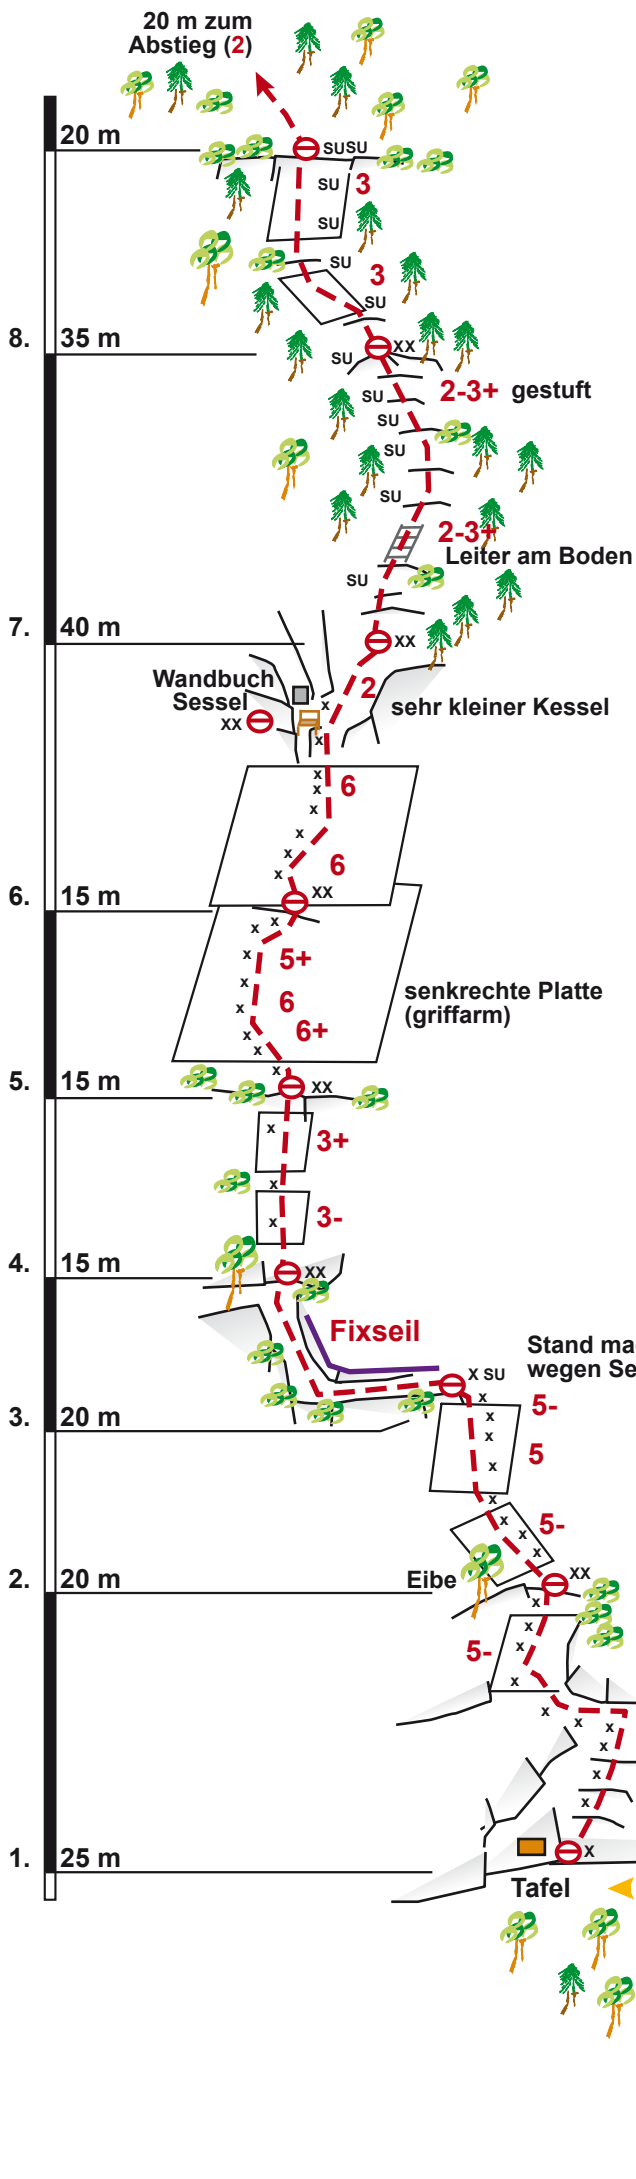 20 m zum
Abstieg (2)
20 m
SUSU
SU
3
SU
SU
3
SU
8.
35 m
XX
SU
2-3+ gestuft
SU
SU
SU
SU
2-3+
Leiter am Boden
SU
7.
40 m
XX
Wandbuch
Sessel
2
x
sehr kleiner Kessel
XX
x
x
x
6
x
x
x
6
x
6.
15 m
XX
x
x
x
5+
x
6
senkrechte Platte
(griffarm)
x
6+
x
x
x
5.
15 m
XX
x
3+
x
3-
x
4.
15 m
XX
Fixseil
Stand ma
wegen Se
X SU
x
5-
x
x
5
x
3.
20 m
x
x
5-
x
x
2.
20 m
Eibe
XX
x
x
5-
x
x
x
x
x
x
x
x
x
1.
25 m
X
Tafel